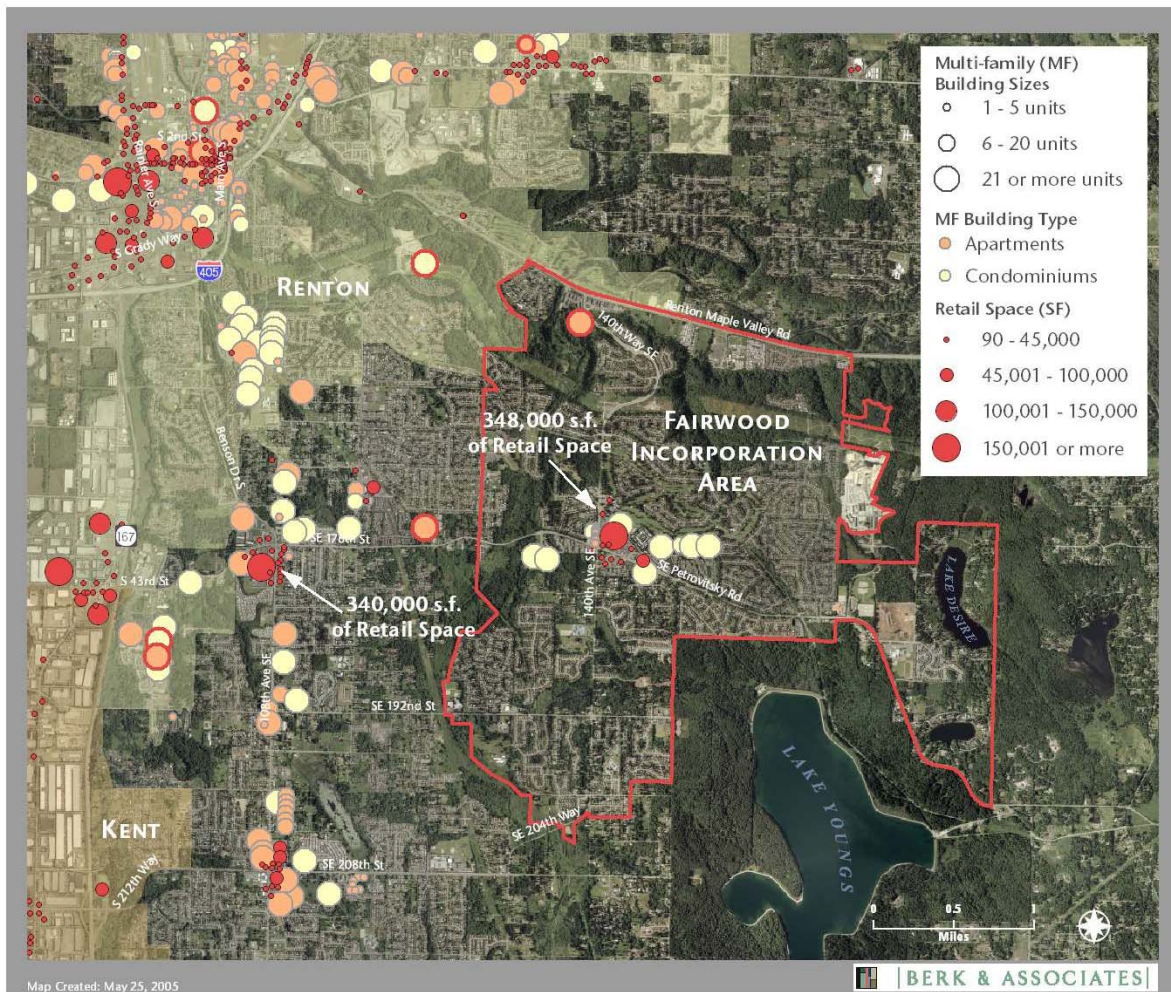 Multi-family (MF)
Building Sizes
1 - 5 units
6 - 20 units
21 or more units
MF Building Type
Apartments
Condominiums
Retail Space (SF)
90 - 45,000
45,001 - 100,000
100,001 - 150,000
150,001 or more
S 2nd St
Main Ave S
S Grady Way
405
RENTON
Renton Maple Valley Rd
140th Way SE
348,000 s.f.
of Retail Space
FAIRWOOD
INCORPORATION
AREA
Benson Dr S
167
SE 176th St
S 43rd St
140th Ave SE
SE Petrovitsky Rd
LAKE DESIRE
340,000 s.f.
of Retail Space
108th Ave SE
SE 192nd St
LAKE YOUNGS
SE 204th Way
KENT
SE 208th St
S 212th Way
0 0.5 1
Miles
Map Created: May 25, 2005
BERK & ASSOCIATES